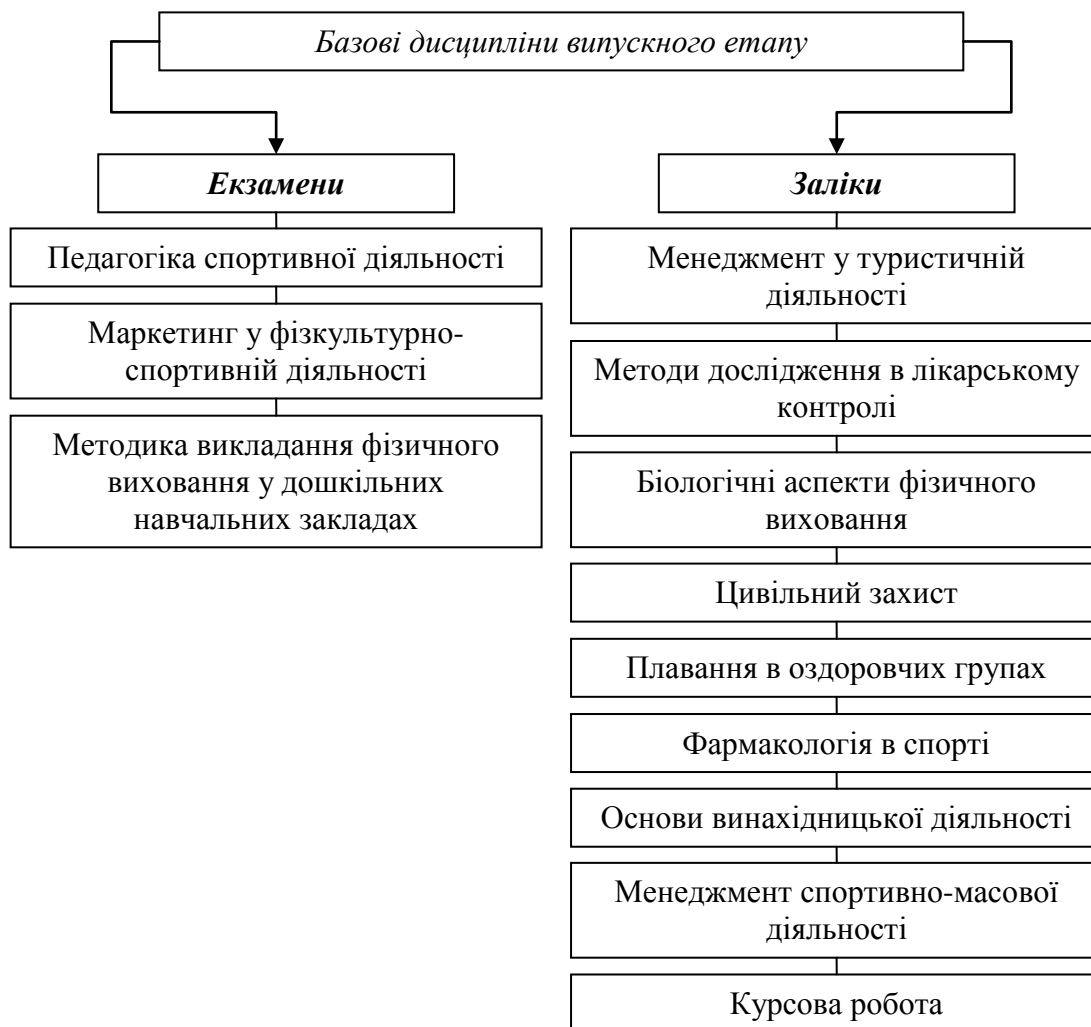 Базові дисципліни випускного етапу
Екзамени
Педагогіка спортивної діяльності
Маркетинг у фізкультурно-
спортивній діяльності
Методика викладання фізичного
виховання у дошкільних
навчальних закладах
Заліки
Менеджмент у туристичній
діяльності
Методи дослідження в лікарському
контролі
Біологічні аспекти фізичного
виховання
Цивільний захист
Плавання в оздоровчих групах
Фармакологія в спорті
Основи винахідницької діяльності
Менеджмент спортивно-масової
діяльності
Курсова робота